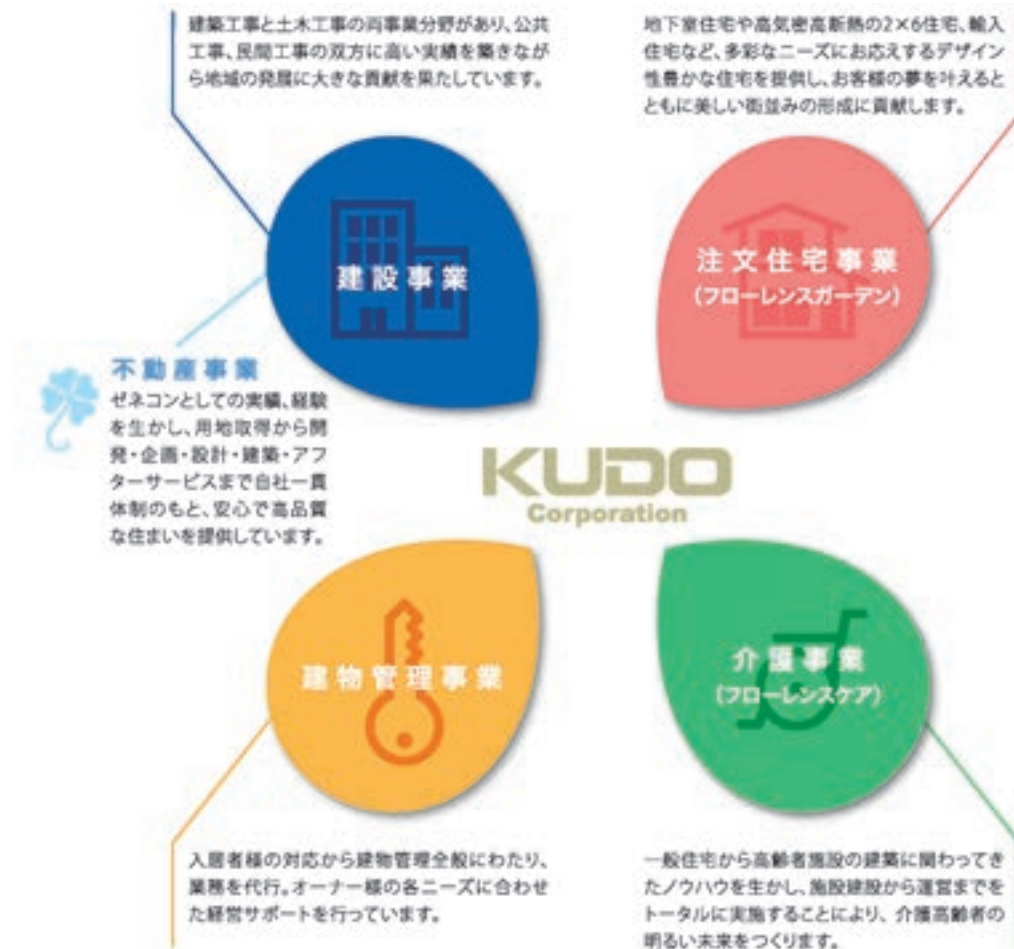 建築工事と土木工事の両事業分野があり、公共
工事、民間工事の双方に高い実績を築きなが
ら地域の発展に大きな貢献を果たしています。
地下室住宅や高気密高断熱の2×6住宅、輸入
住宅など、多彩なニーズにお応えするデザイン
性豊かな住宅を提供し、お客様の夢を叶えると
ともに美しい街並みの形成に貢献します。
建設事業
注文住宅事業
(フローレンスガーデン)
不動産事業
ゼネコンとしての実績、経験
を生かし、用地取得から開
発・企画・設計・建築・アフ
ターサービスまで自社一貫
体制のもと、安心で高品質
な住まいを提供しています。
KUDO
Corporation
建物管理事業
介護事業
(フローレンスケア)
入居者様の対応から建物管理全般にわたり、
業務を代行。オーナー様の各ニーズに合わせ
た経営サポートを行っています。
一般住宅から高齢者施設の建築に関わってき
たノウハウを生かし、施設建設から運営までを
トータルに実施することにより、介護高齢者の
明るい未来をつくります。